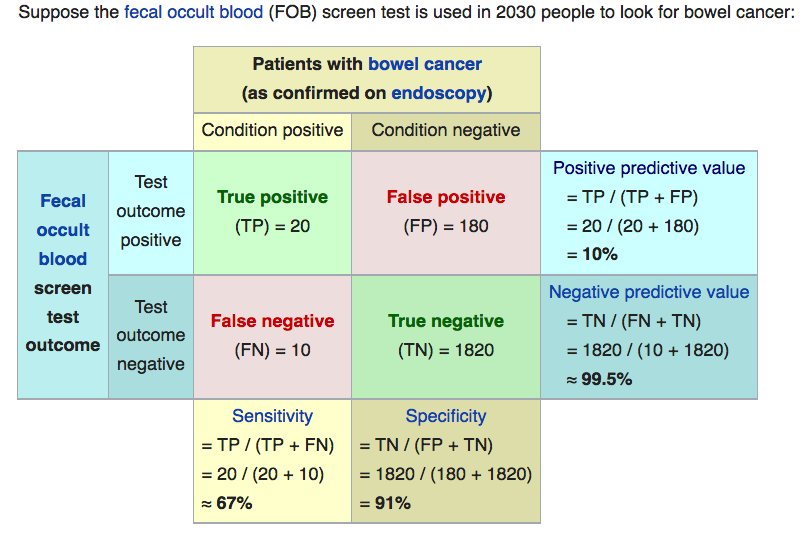 Suppose the fecal occult blood (FOB) screen test is used in 2030 people to look for bowel cancer:
Patients with bowel cancer
(as confirmed on endoscopy)
Condition positive
Condition negative
Fecal
occult
blood
screen
test
outcome
Test
outcome
positive
True positive
(TP) = 20
False positive
(FP) = 180
Positive predictive value
= TP / (TP + FP)
= 20 / (20 + 180)
= 10%
Test
outcome
negative
False negative
(FN) = 10
True negative
(TN) = 1820
Negative predictive value
= TN / (FN + TN)
= 1820 / (10 + 1820)
≈ 99.5%
Sensitivity
= TP / (TP + FN)
= 20 / (20 + 10)
≈ 67%
Specificity
= TN / (FP + TN)
= 1820 / (180 + 1820)
= 91%